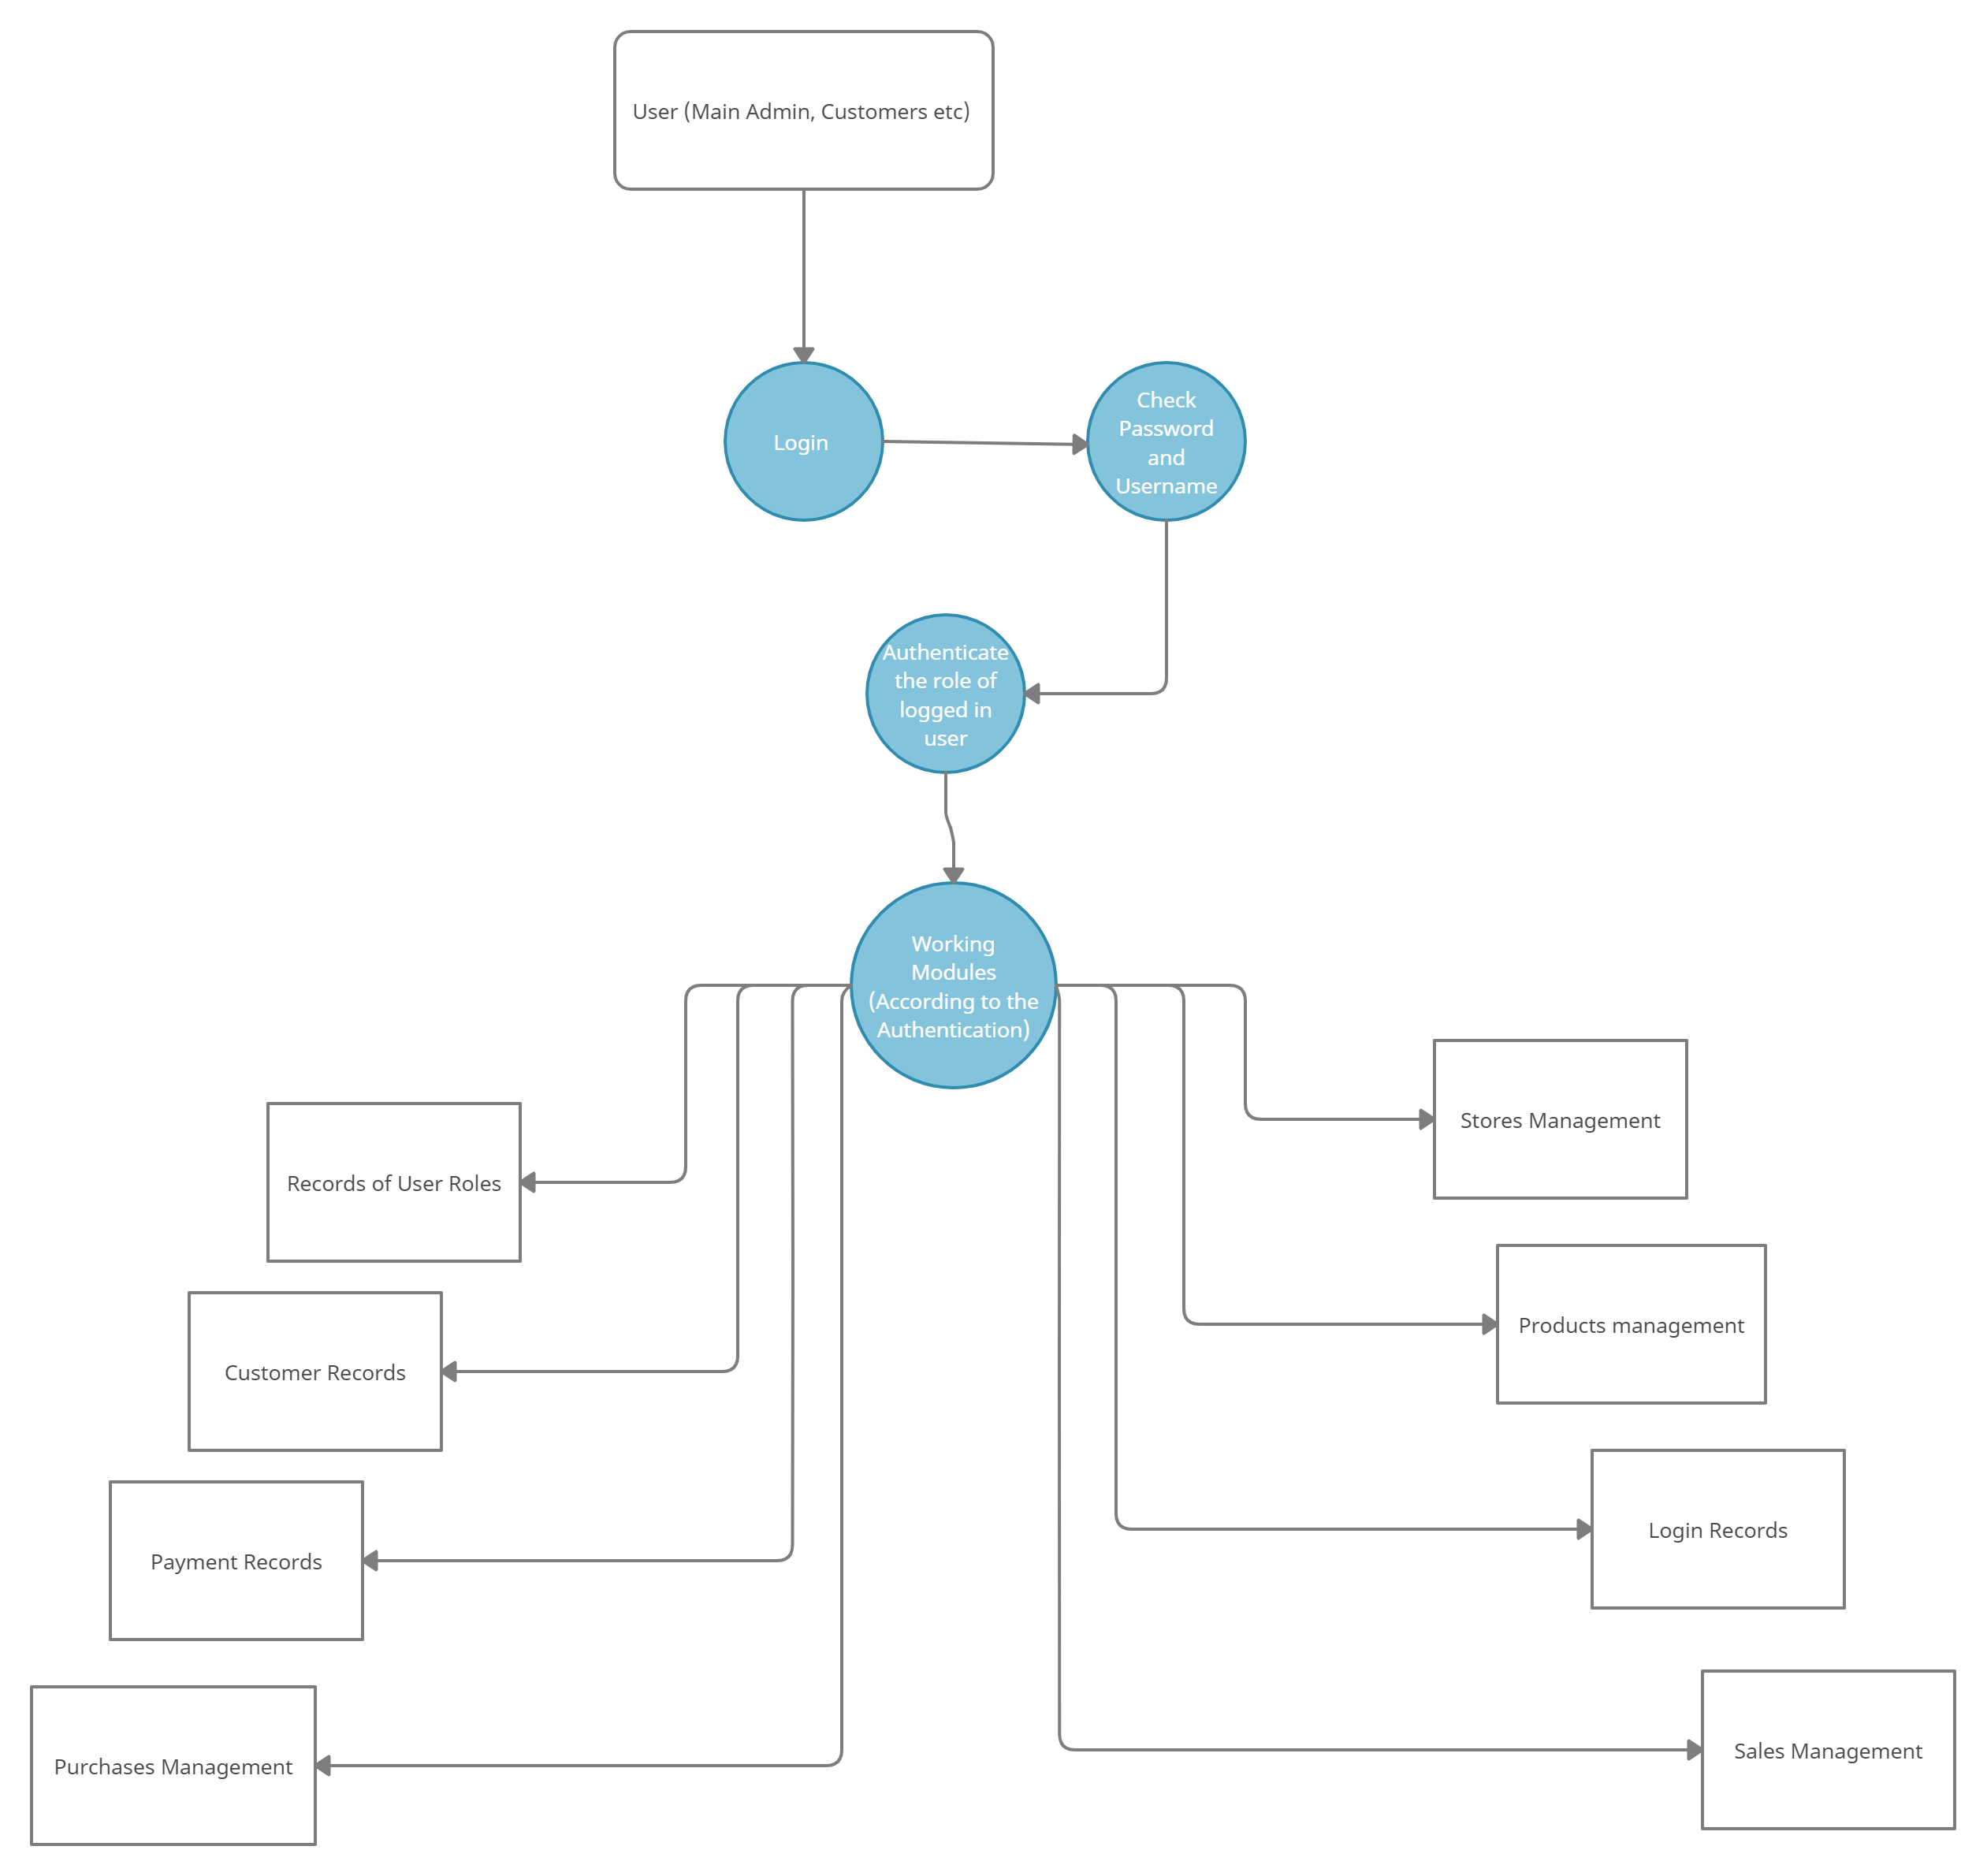 User (Main Admin, Customers etc)
Login
Check
Password
and
Username
Authenticate
the role of
logged in
user
Working
Modules
(According to the
Authentication)
Records of User Roles
Customer Records
Payment Records
Purchases Management
Stores Management
Products management
Login Records
Sales Management